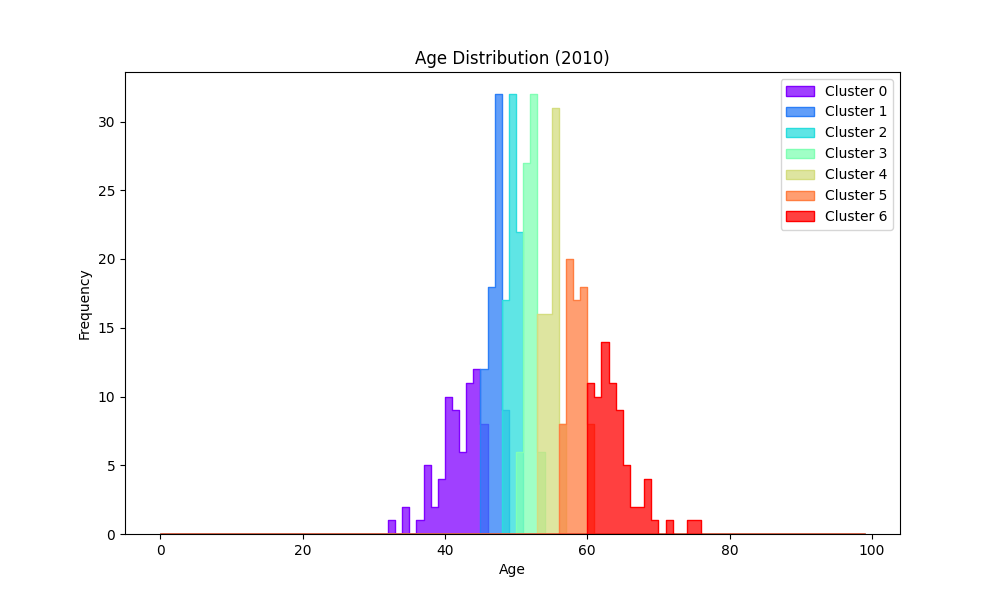 Age Distribution (2010)
Cluster 0
Cluster 1
Cluster 2
Cluster 3
Cluster 4
Cluster 5
Cluster 6
Frequency
30
25
20
15
10
5
0
0 20 40 60 80 100
Age